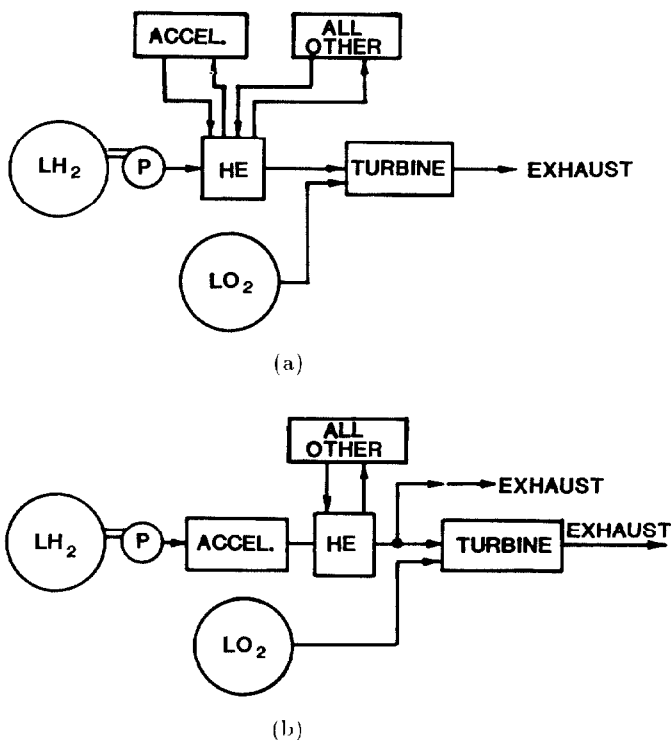 ACCEL.
ALL
OTHER
LH₂
P
HE
TURBINE
EXHAUST
LO₂
(a)
ALL
OTHER
EXHAUST
LH₂
P
ACCEL.
HE
TURBINE
EXHAUST
LO₂
(b)